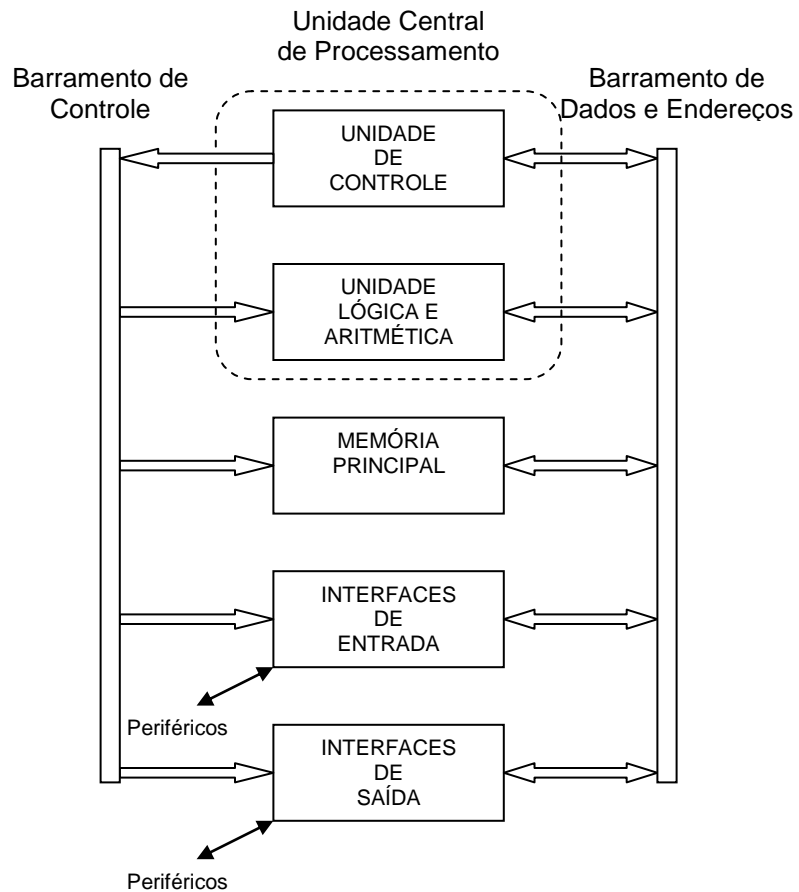 Unidade Central
de Processamento
Barramento de
Controle
Barramento de
Dados e Endereços
UNIDADE
DE
CONTROLE
UNIDADE
LÓGICA E
ARITMÉTICA
MEMÓRIA
PRINCIPAL
INTERFACES
DE
ENTRADA
Periféricos
INTERFACES
DE
SAÍDA
Periféricos